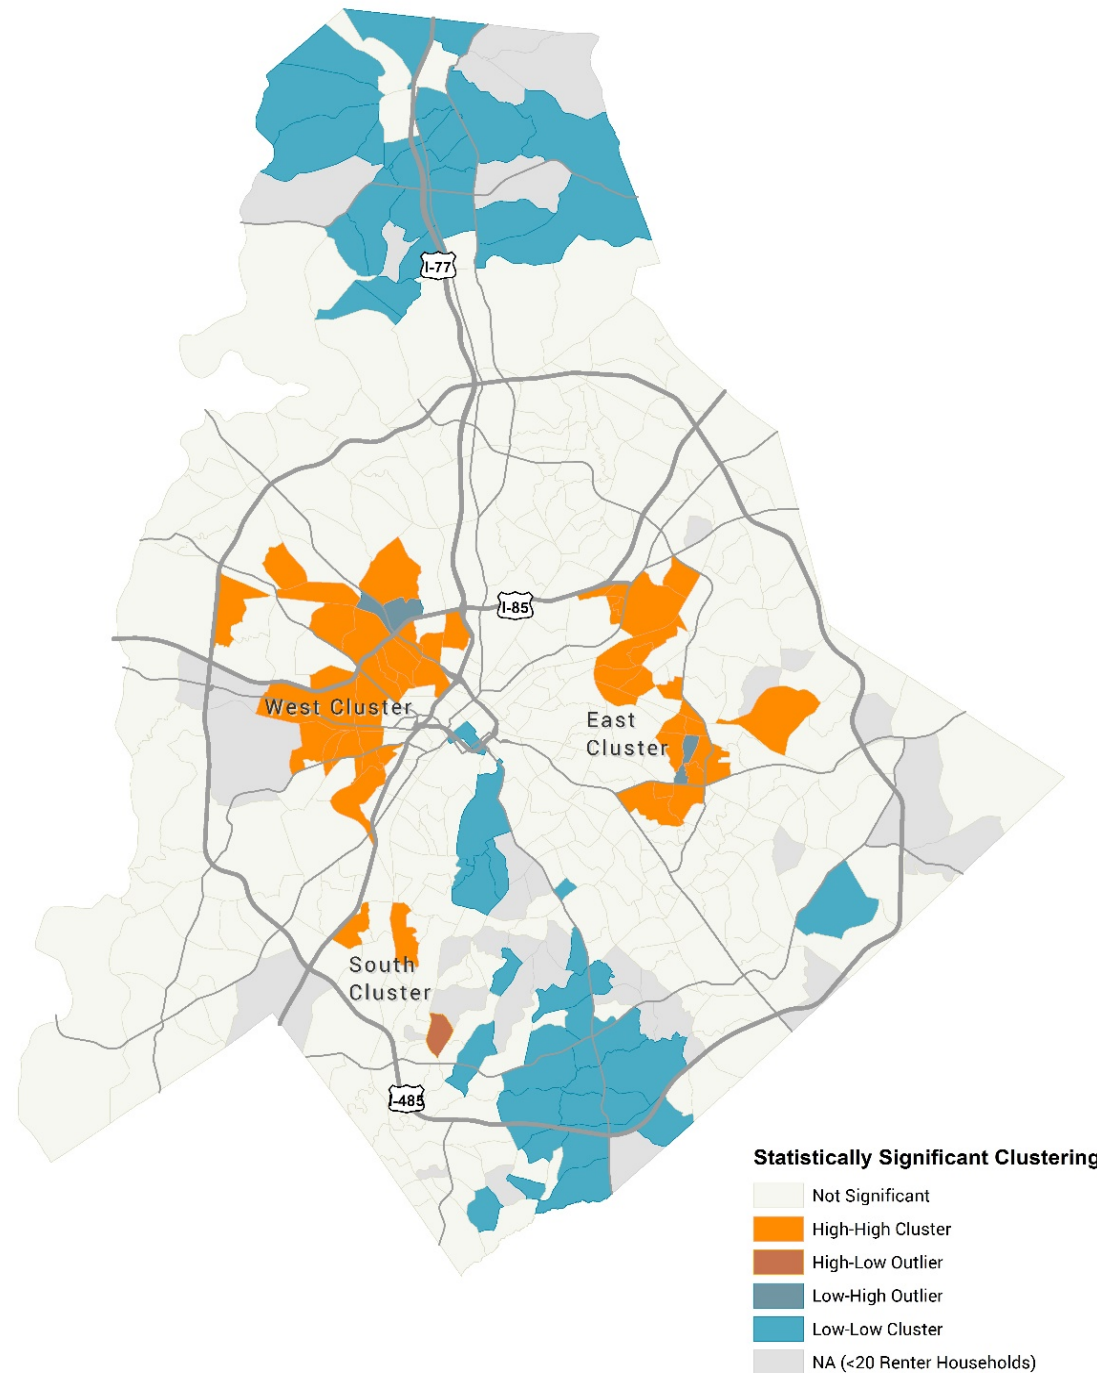 I-77
I-85
West Cluster
East
Cluster
South
Cluster
I-485
Statistically Significant Clustering
Not Significant
High-High Cluster
High-Low Outlier
Low-High Outlier
Low-Low Cluster
NA (<20 Renter Households)